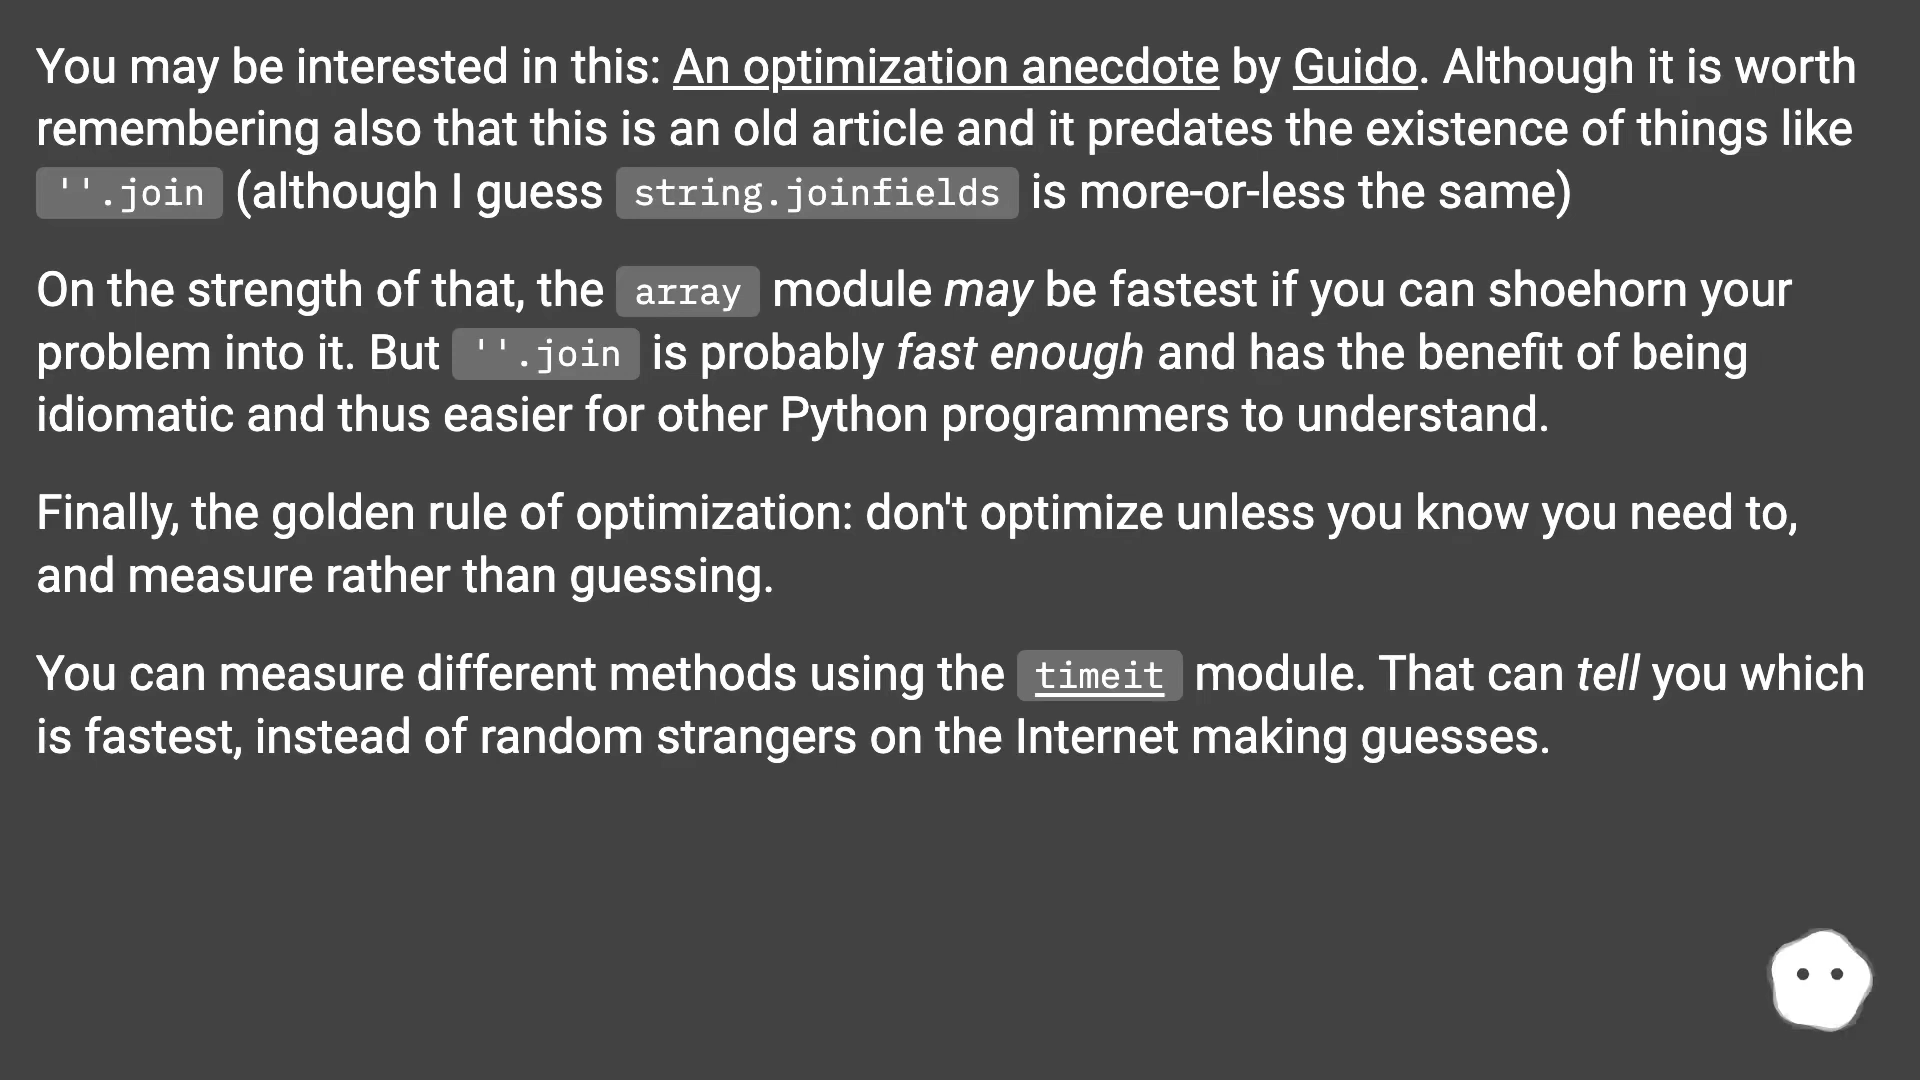 You may be interested in this: An optimization anecdote by Guido. Although it is worth
remembering also that this is an old article and it predates the existence of things like
''.join (although I guess string.joinfields is more-or-less the same)
On the strength of that, the array module may be fastest if you can shoehorn your
problem into it. But ''.join is probably fast enough and has the benefit of being
idiomatic and thus easier for other Python programmers to understand.
Finally, the golden rule of optimization: don't optimize unless you know you need to,
and measure rather than guessing.
You can measure different methods using the timeit module. That can tell you which
is fastest, instead of random strangers on the Internet making guesses.